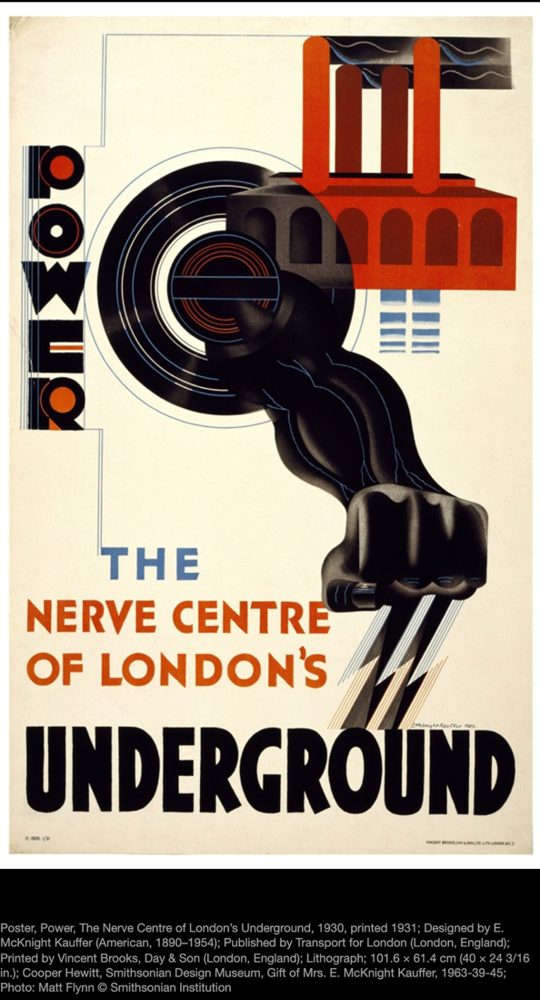 POWER
THE
NERVE CENTRE
OF LONDON'S
UNDERGROUND
E McKnight Kauffer 1930.
VINCENT BROOKS, DAY & SON, LTD. LITH. LONDON. W.C.2
Poster, Power, The Nerve Centre of London's Underground, 1930, printed 1931; Designed by E.
McKnight Kauffer (American, 1890–1954); Published by Transport for London (London, England);
Printed by Vincent Brooks, Day & Son (London, England); Lithograph; 101.6 × 61.4 cm (40 × 24 3/16
in.); Cooper Hewitt, Smithsonian Design Museum, Gift of Mrs. E. McKnight Kauffer, 1963-39-45;
Photo: Matt Flynn © Smithsonian Institution